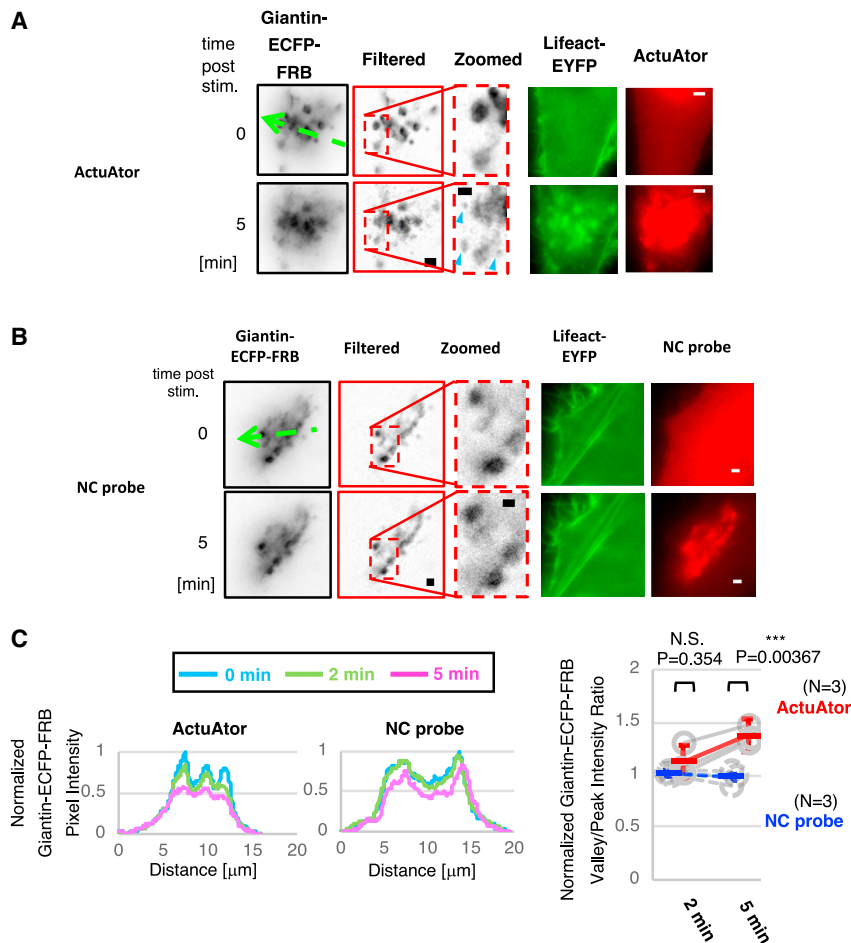 A
time
post
stim.
Giantin-
ECFP-
FRB
Filtered
Zoomed
Lifeact-
EYFP
ActuAtor
ActuAtor
0
5
[min]
B
time post
stim.
Giantin-
ECFP-FRB
Filtered
Zoomed
Lifeact-
EYFP
NC probe
NC probe
0
5
[min]
C
0 min
2 min
5 min
Normalized
Giantin-ECFP-FRB
Pixel Intensity
ActuAtor
1
0.5
0
0
5
10
15
20
Distance [μm]
NC probe
1
0.5
0
0
5
10
15
20
Distance [μm]
Normalized Giantin-ECFP-FRB
Valley/Peak Intensity Ratio
N.S.
P=0.354
***
P=0.00367
2
1.5
1
0.5
0
(N=3)
ActuAtor
(N=3)
NC probe
2 min
5 min